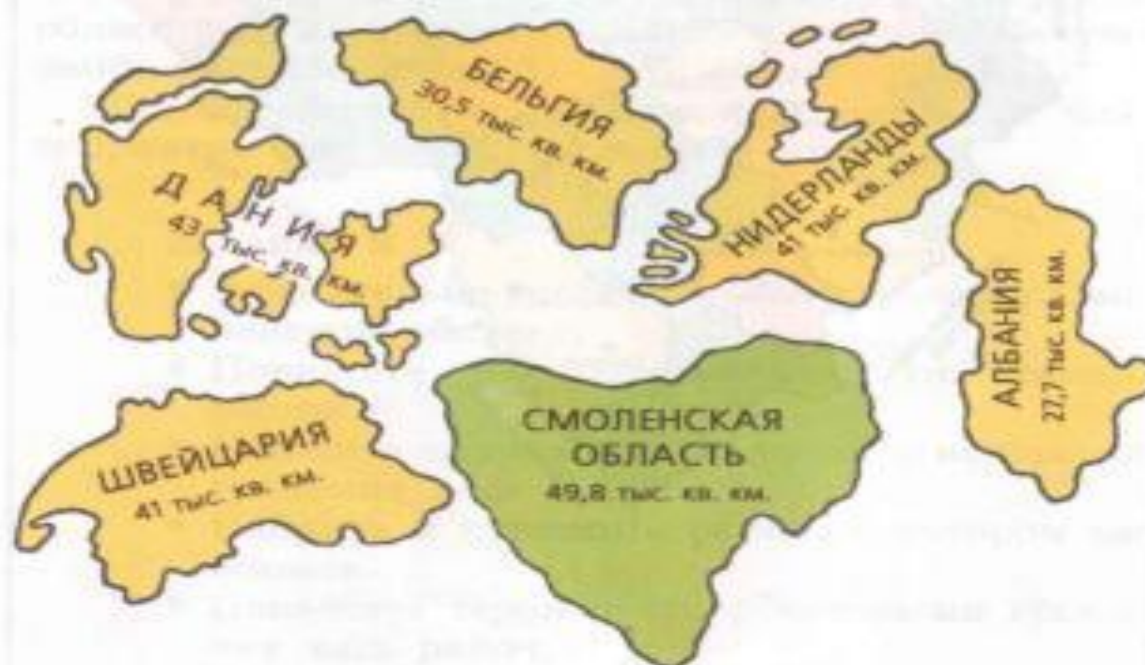 БЕЛЬГИЯ
30,5 тыс. кв. км.
НИДЕРЛАНДЫ
41 тыс. кв. км.
ДАНИЯ
43 тыс. кв. км.
АЛБАНИЯ
27,7 тыс. кв. км.
ШВЕЙЦАРИЯ
41 тыс. кв. км.
СМОЛЕНСКАЯ
ОБЛАСТЬ
49,8 тыс. кв. км.